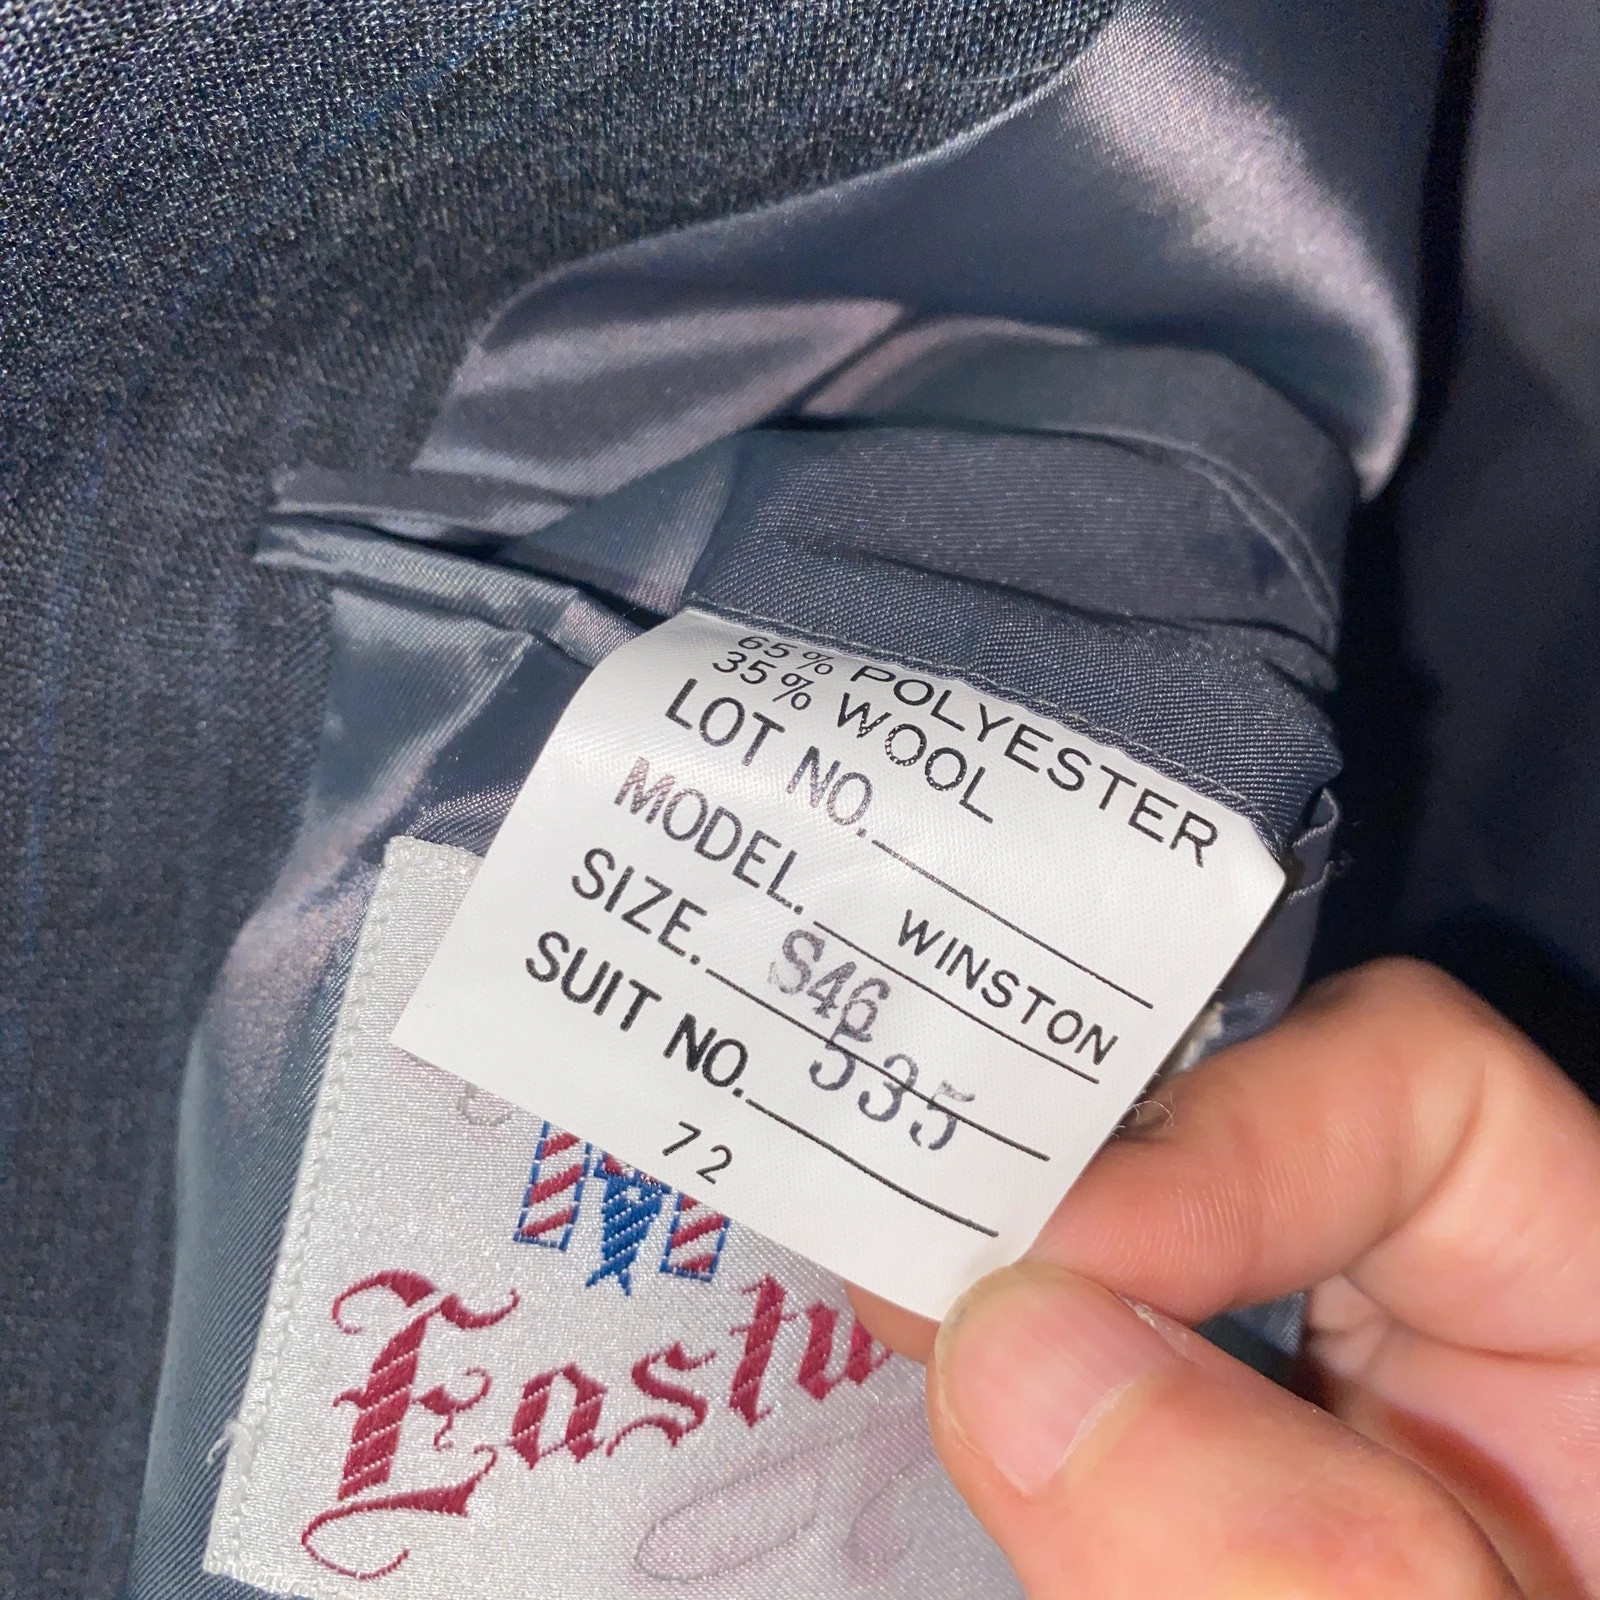 65% POLYESTER
35% WOOL
LOT NO.
MODEL. WINSTON
SIZE. S46
535
SUIT NO.
72